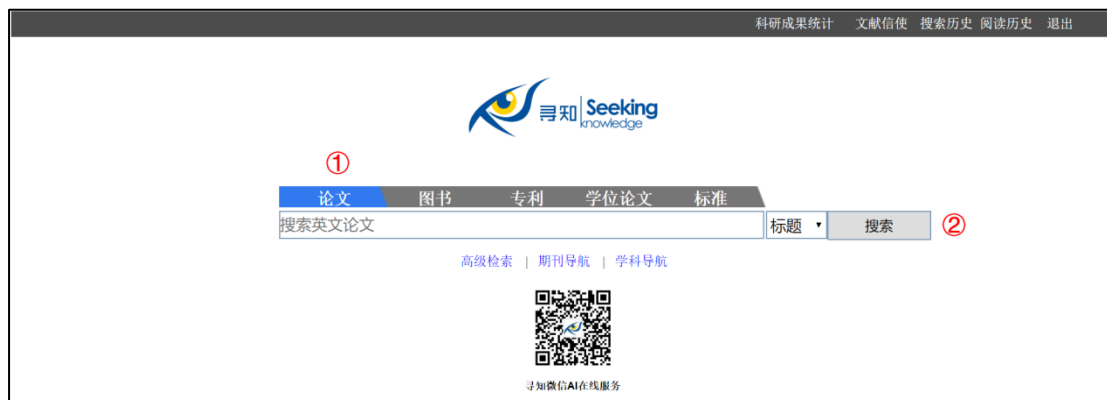 科研成果统计 文献信使 搜索历史 阅读历史 退出
寻知 Seeking
knowledge
①
论文 图书 专利 学位论文 标准
搜索英文论文 标题 搜索 ②
高级检索 | 期刊导航 | 学科导航
寻知微信AI在线服务